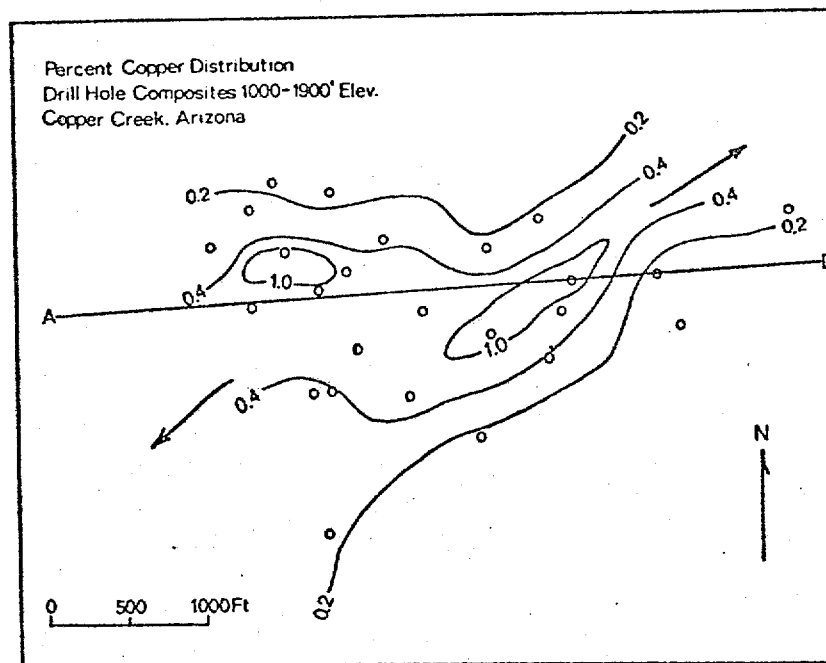 Percent Copper Distribution
Drill Hole Composites 1000-1900' Elev.
Copper Creek, Arizona
0.2
0.2
0.4
0.4
0.2
0.4
1.0
A
1.0
0.4
N
0 500 1000Ft
0.2